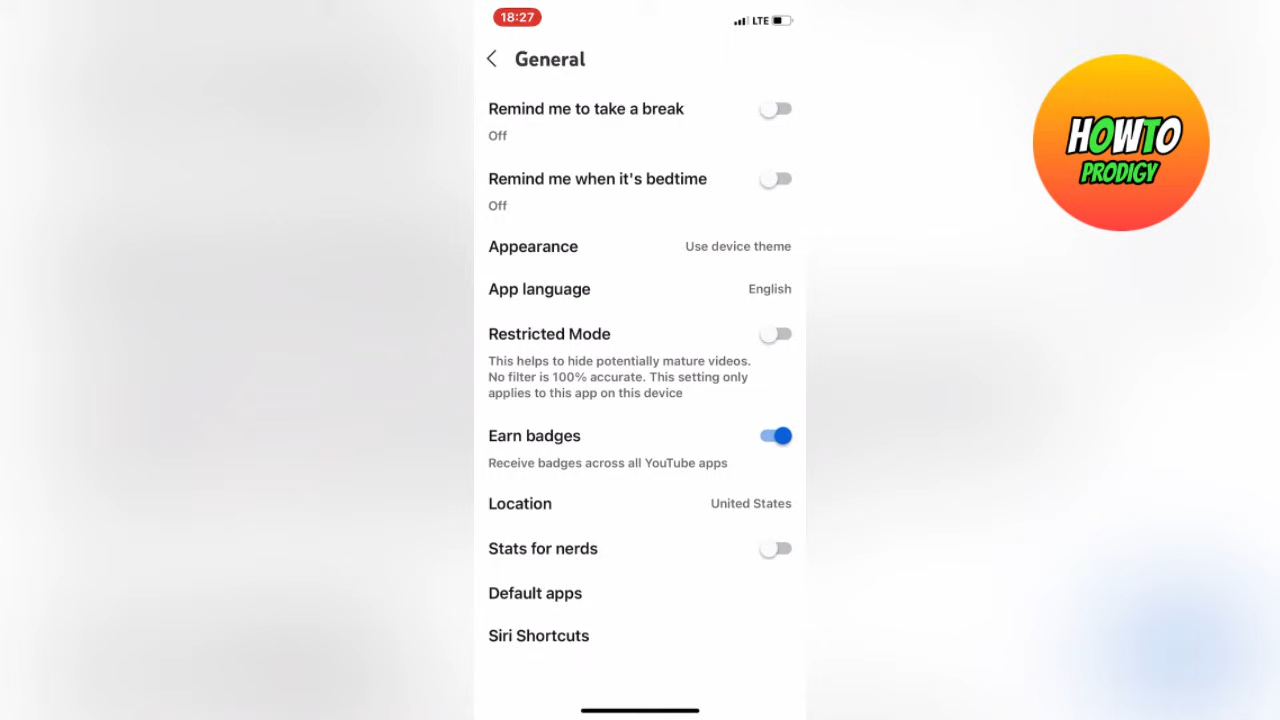 18:27
LTE
General
Remind me to take a break
Off
Remind me when it's bedtime
Off
Appearance
Use device theme
App language
English
Restricted Mode
This helps to hide potentially mature videos.
No filter is 100% accurate. This setting only
applies to this app on this device
Earn badges
Receive badges across all YouTube apps
Location
United States
Stats for nerds
Default apps
Siri Shortcuts
HOWTO
PRODIGY